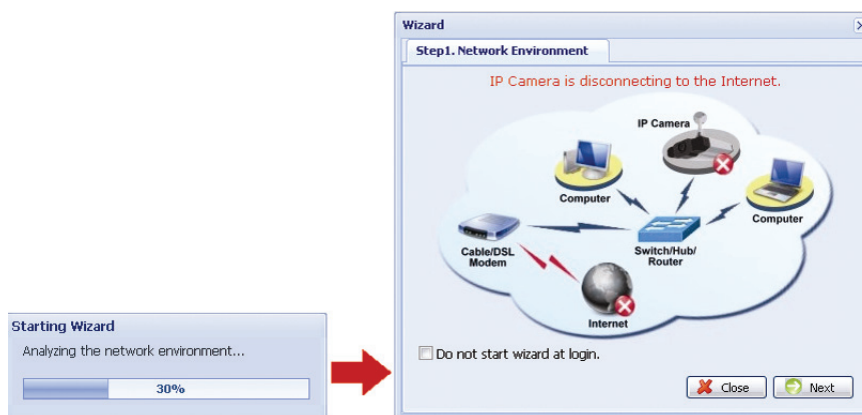 Starting Wizard
Analyzing the network environment...
30%
Wizard
Step1. Network Environment
IP Camera is disconnecting to the Internet.
IP Camera
Computer
Computer
Cable/DSL
Modem
Switch/Hub/
Router
Internet
Do not start wizard at login.
Close
Next